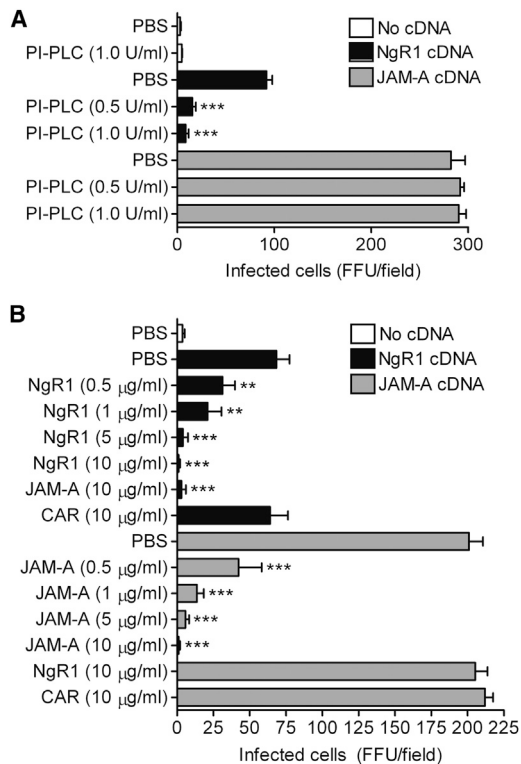 A
PBS
PI-PLC (1.0 U/ml)
PBS
PI-PLC (0.5 U/ml)
***
PI-PLC (1.0 U/ml)
***
PBS
PI-PLC (0.5 U/ml)
PI-PLC (1.0 U/ml)
No cDNA
NgR1 cDNA
JAM-A cDNA
0 100 200 300
Infected cells (FFU/field)
B
PBS
PBS
NgR1 (0.5 μg/ml)
**
NgR1 (1 μg/ml)
**
NgR1 (5 μg/ml)
***
NgR1 (10 μg/ml)
***
JAM-A (10 μg/ml)
***
CAR (10 μg/ml)
PBS
JAM-A (0.5 μg/ml)
***
JAM-A (1 μg/ml)
***
JAM-A (5 μg/ml)
***
JAM-A (10 μg/ml)
***
NgR1 (10 μg/ml)
CAR (10 μg/ml)
No cDNA
NgR1 cDNA
JAM-A cDNA
0 25 50 75 100 125 150 175 200 225
Infected cells (FFU/field)